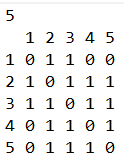 5
1 2 3 4 5
1 0 1 1 0 0
2 1 0 1 1 1
3 1 1 0 1 1
4 0 1 1 0 1
5 0 1 1 1 0